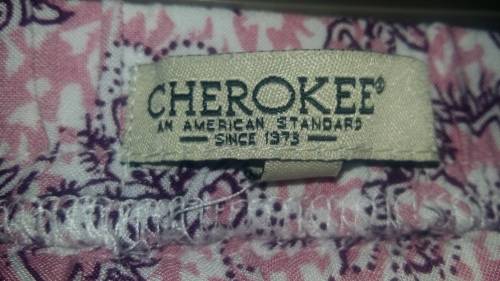 CHEROKEE®
AN AMERICAN STANDARD
SINCE 1973